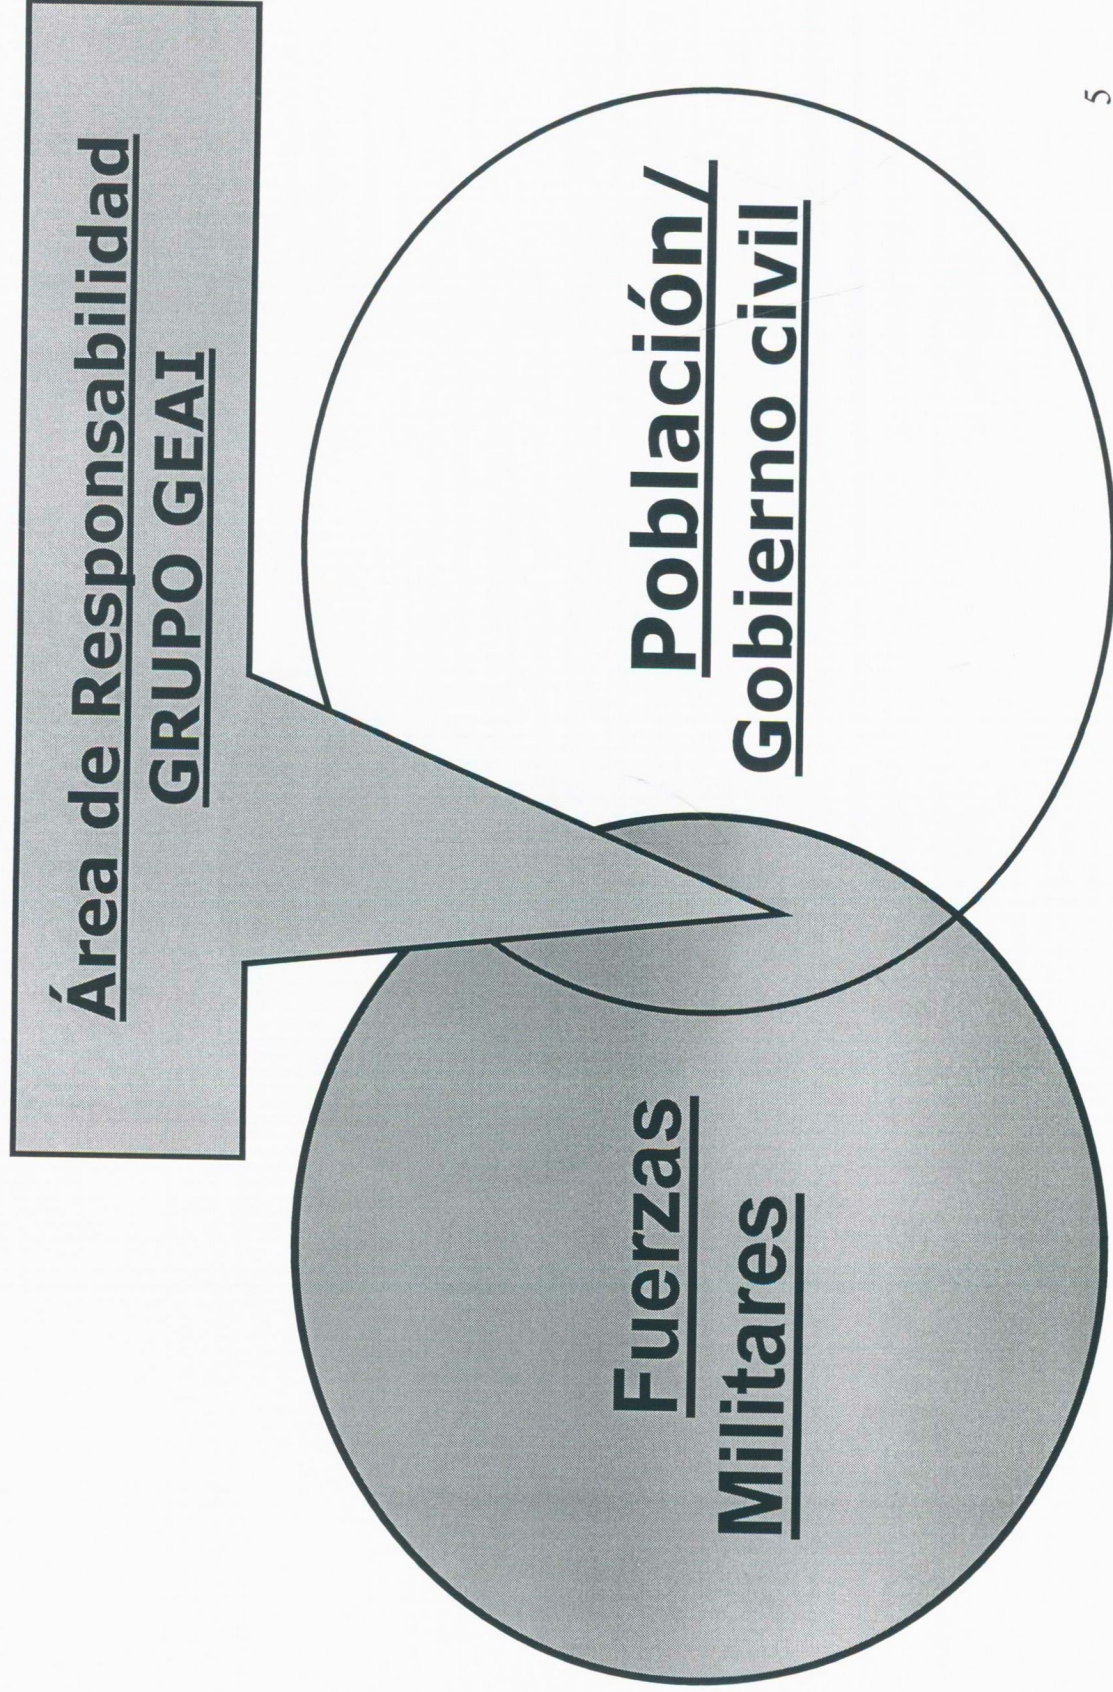 Área de Responsabilidad
GRUPO GEAI
Fuerzas
Militares
Población/
Gobierno civil
5